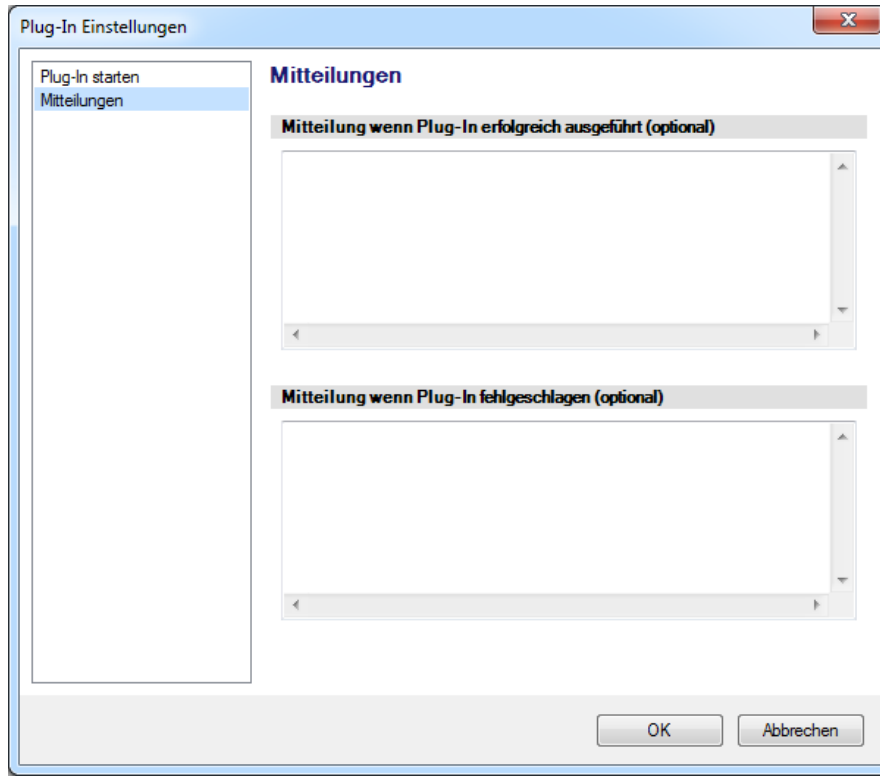 Plug-In Einstellungen
Plug-In starten
Mitteilungen
Mitteilungen
Mitteilung wenn Plug-In erfolgreich ausgeführt (optional)
Mitteilung wenn Plug-In fehlgeschlagen (optional)
OK
Abbrechen